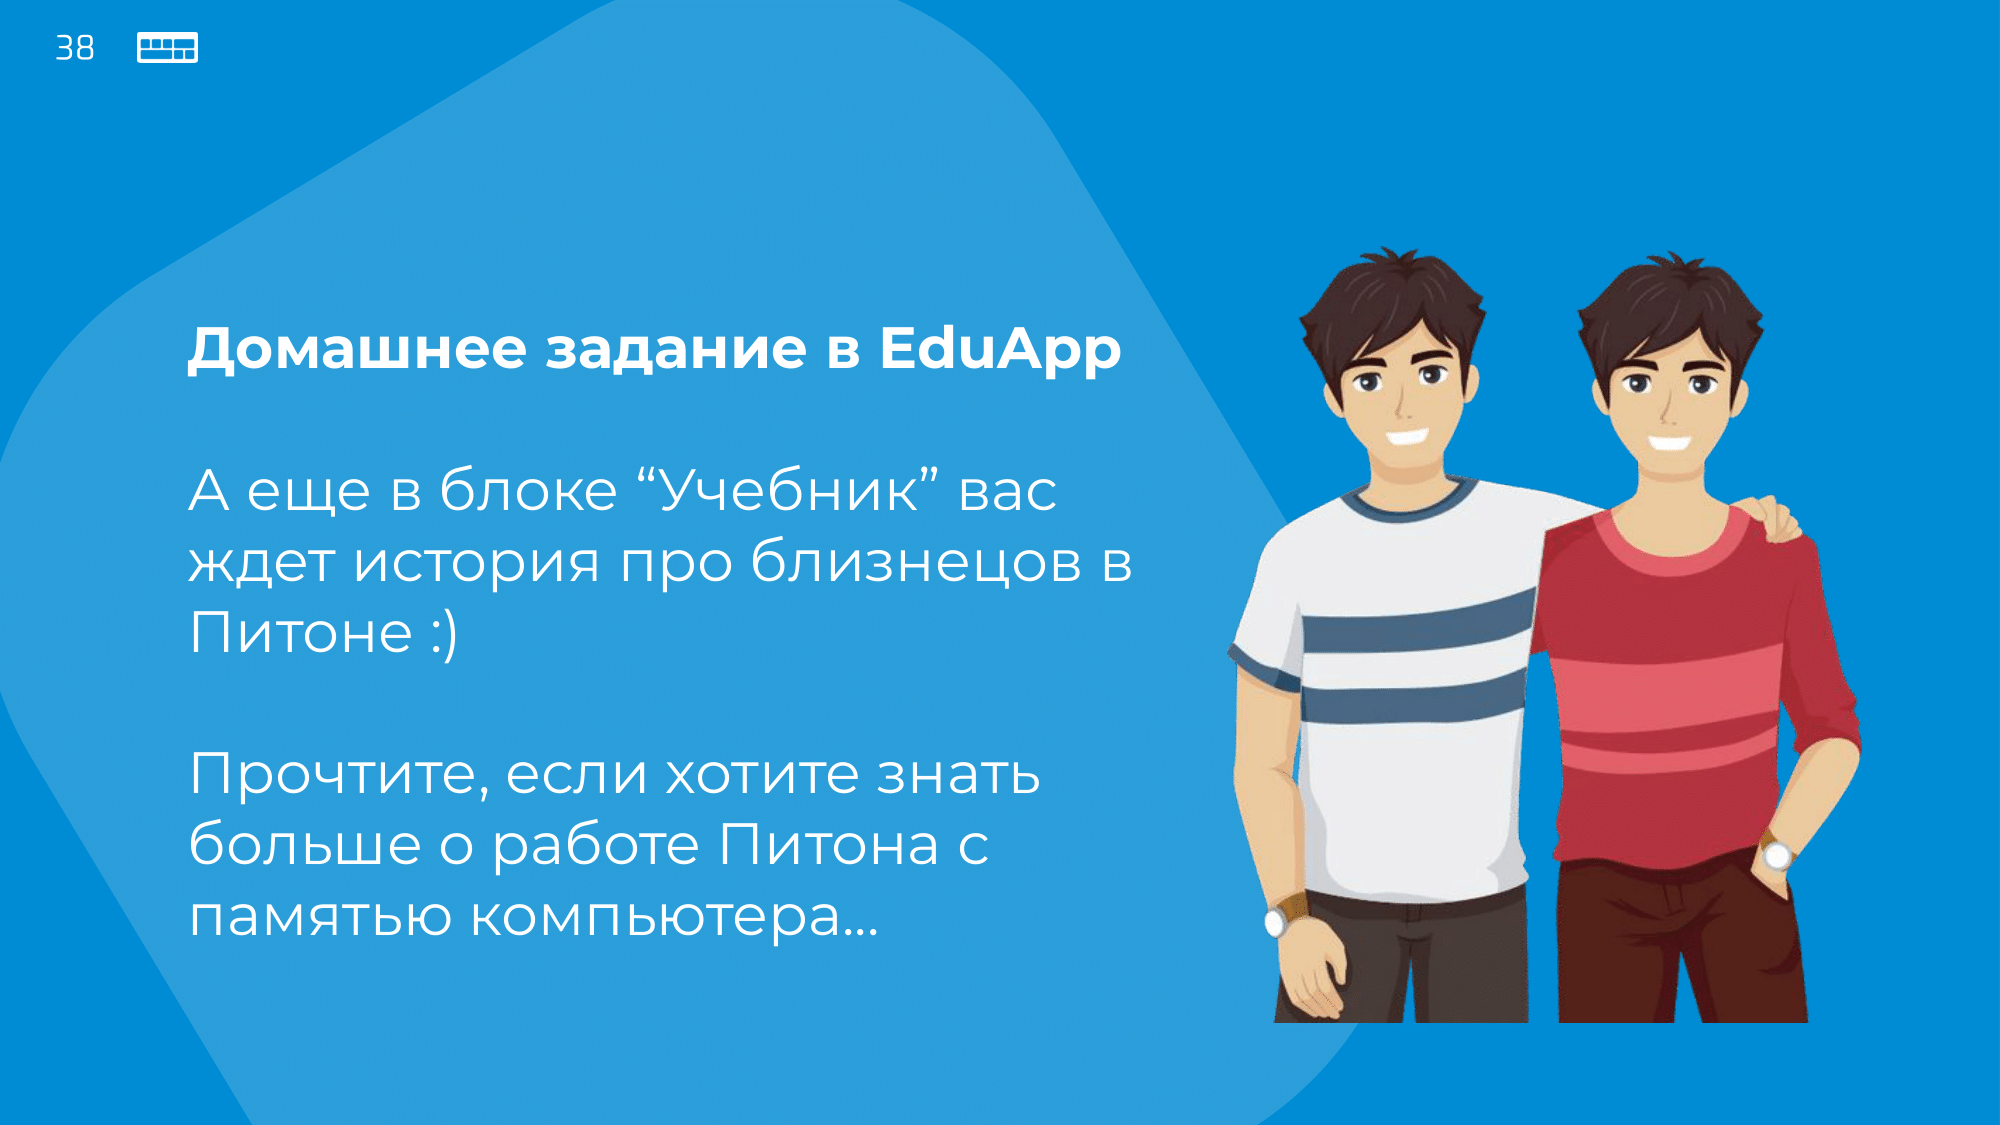 38
Домашнее задание в EduApp
А еще в блоке “Учебник” вас
ждет история про близнецов в
Питоне :)
Прочтите, если хотите знать
больше о работе Питона с
памятью компьютера...